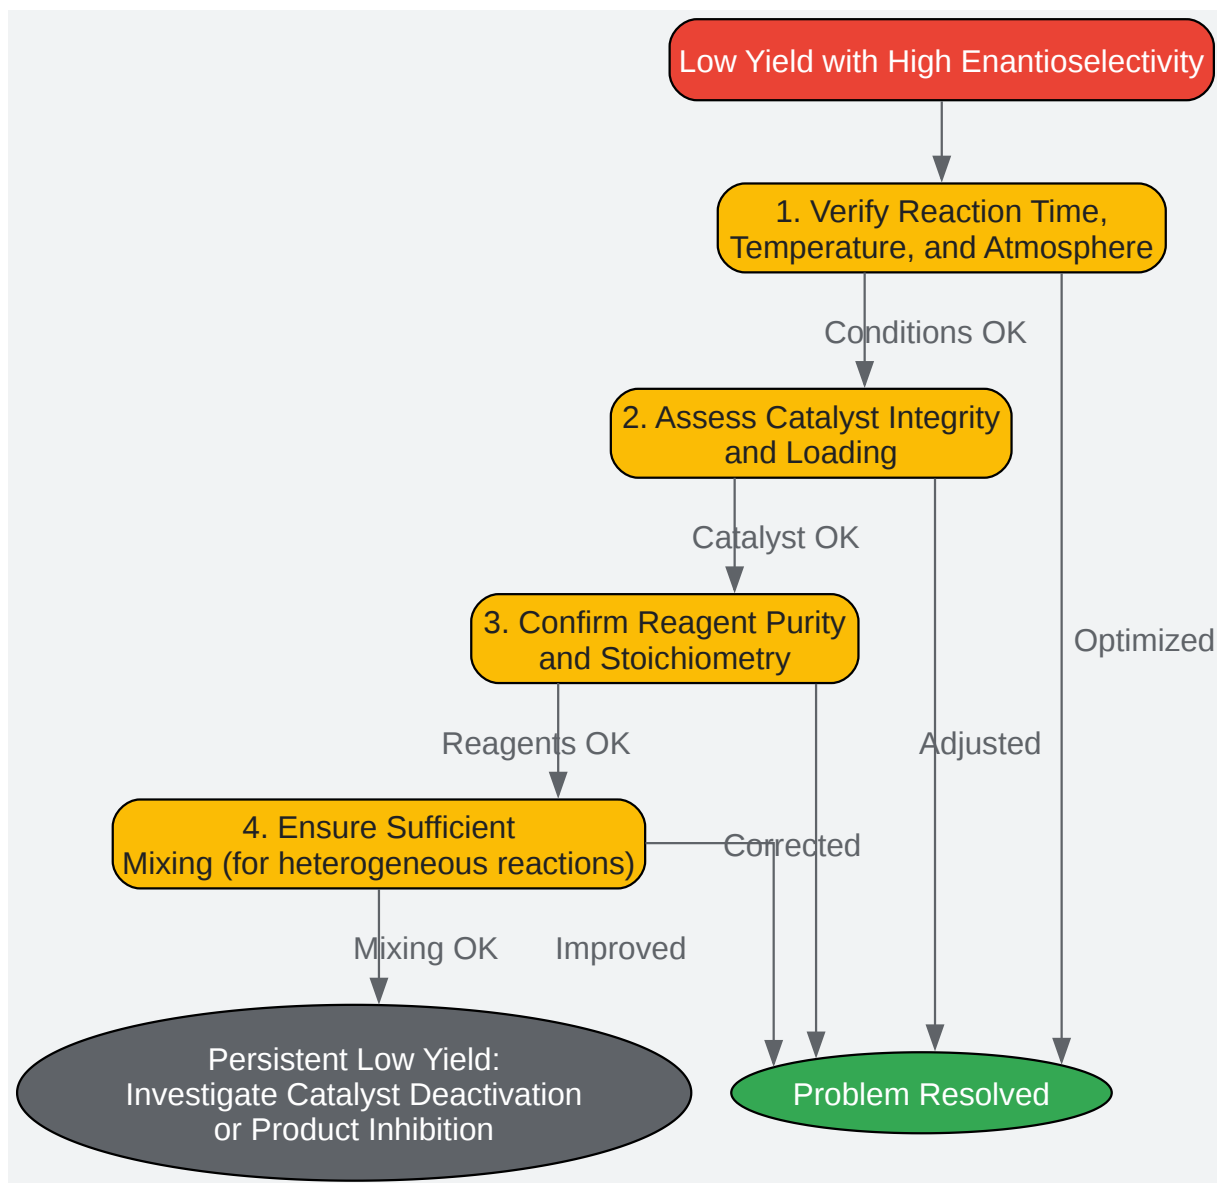 Low Yield with High Enantioselectivity
1. Verify Reaction Time,
Temperature, and Atmosphere
Conditions OK
2. Assess Catalyst Integrity
and Loading
Catalyst OK
3. Confirm Reagent Purity
and Stoichiometry
Optimized
Reagents OK
Adjusted
4. Ensure Sufficient
Mixing (for heterogeneous reactions)
Corrected
Mixing OK
Improved
Persistent Low Yield:
Investigate Catalyst Deactivation
or Product Inhibition
Problem Resolved